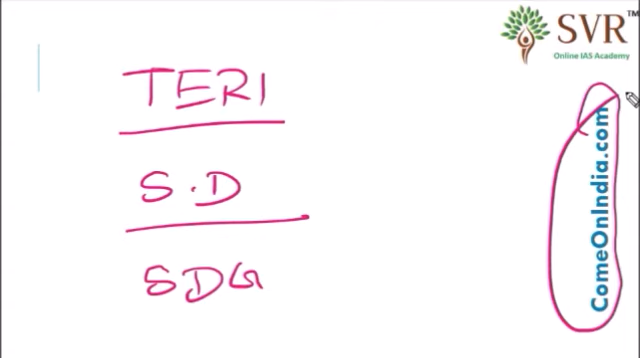 SVR™
Online IAS Academy
TERI
S.D
SDG
ComeOnIndia.com